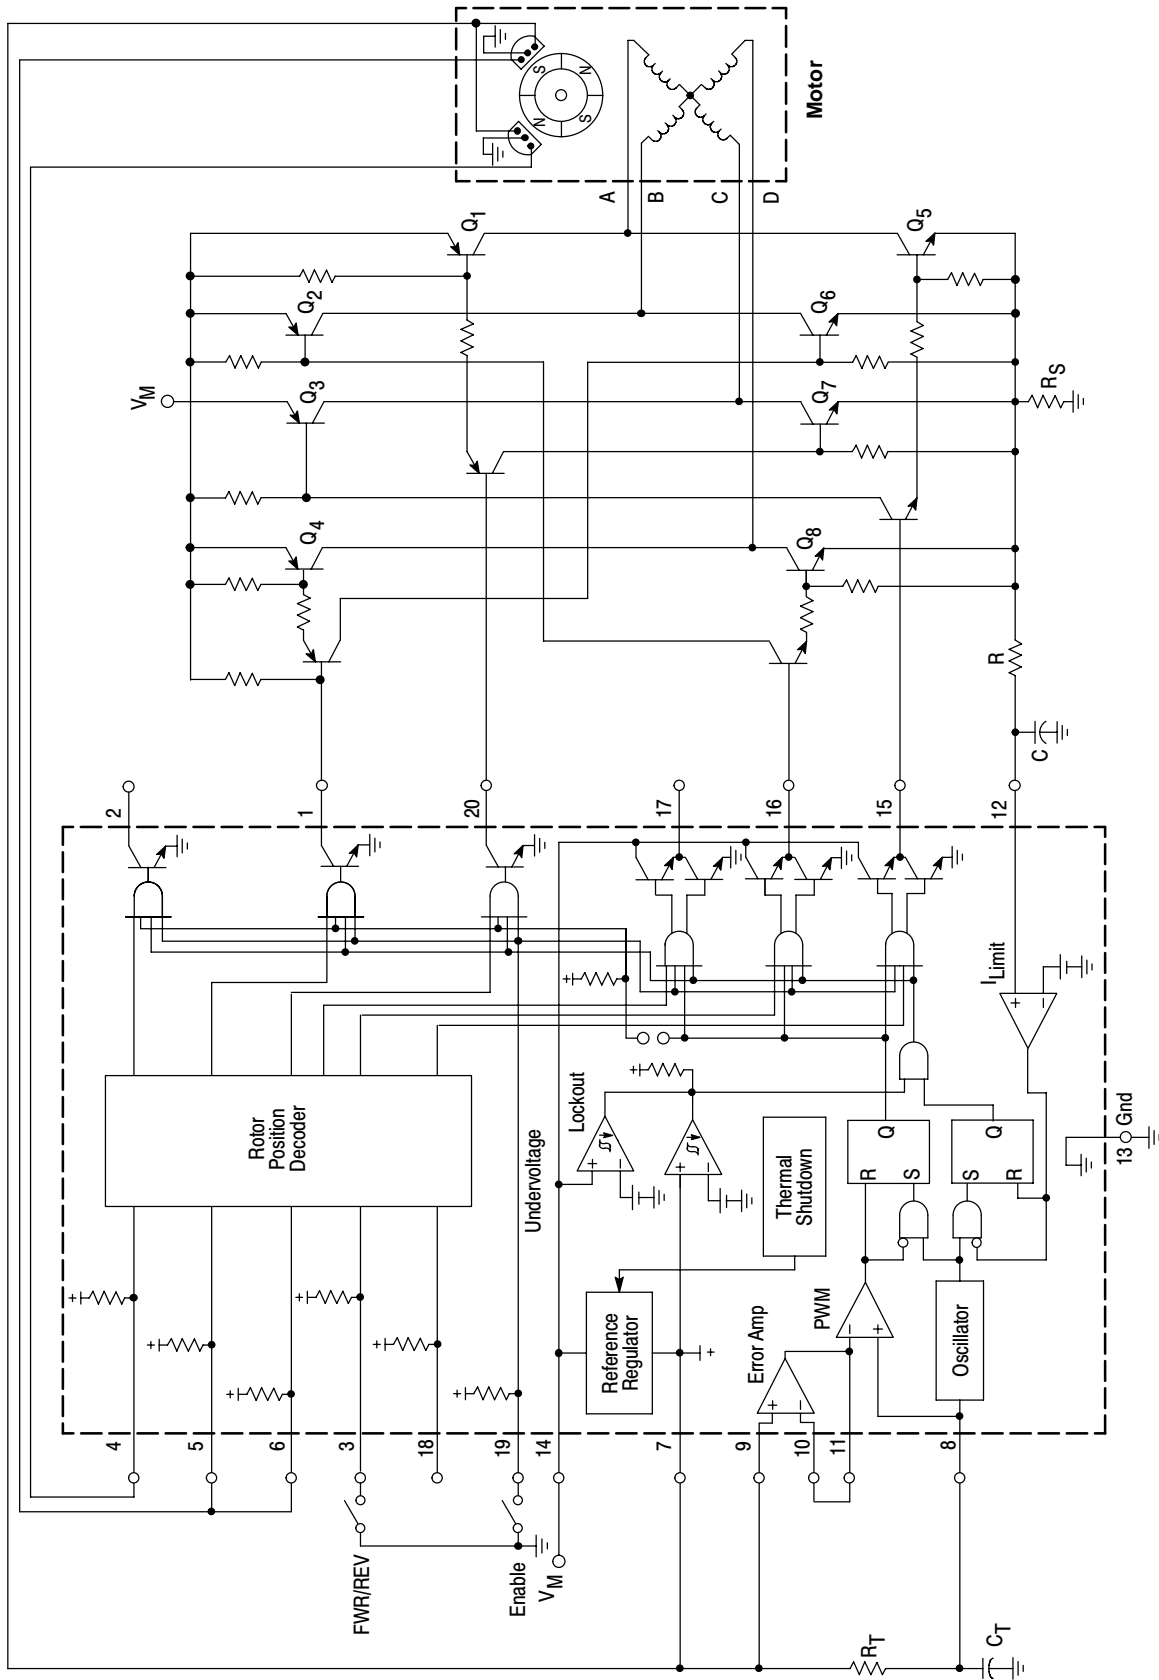 Motor
N
S
S
N
A
B
C
D
Q1
Q5
Q2
Q6
VM
Q3
Q7
RS
Q4
Q8
R
C
2
1
20
17
16
15
12
Rotor
Position
Decoder
Undervoltage
Lockout
Thermal
Shutdown
Reference
Regulator
ILimit
+
−
+
−
+
−
R
Q
S
S
Q
R
13
Gnd
Error Amp
PWM
+
−
−
+
Oscillator
+
+
+
+
+
+
+
+
+
4
5
6
3
18
19
14
7
9
10
11
8
FWR/REV
Enable
VM
RT
CT